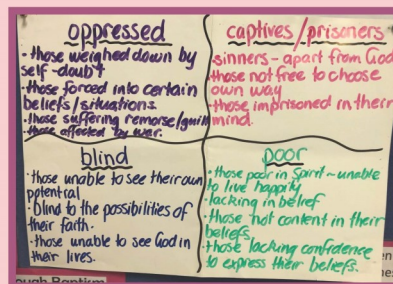 oppressed
• those weighed down by
self-doubt
• those forced into certain
beliefs/situations.
• those suffering remorse/guilt
• those affected by war.
captives/prisoners
• sinners - apart from God
• those not free to choose
own way
• those imprisoned in their
mind.
blind
• those unable to see their own
potential
• blind to the possibilities of
their faith.
• those unable to see God in
their lives.
poor
• those poor in Spirit - unable
to live happily
• lacking in belief
• those not content in their
beliefs
• those lacking confidence
to express their beliefs.
ough Baptism